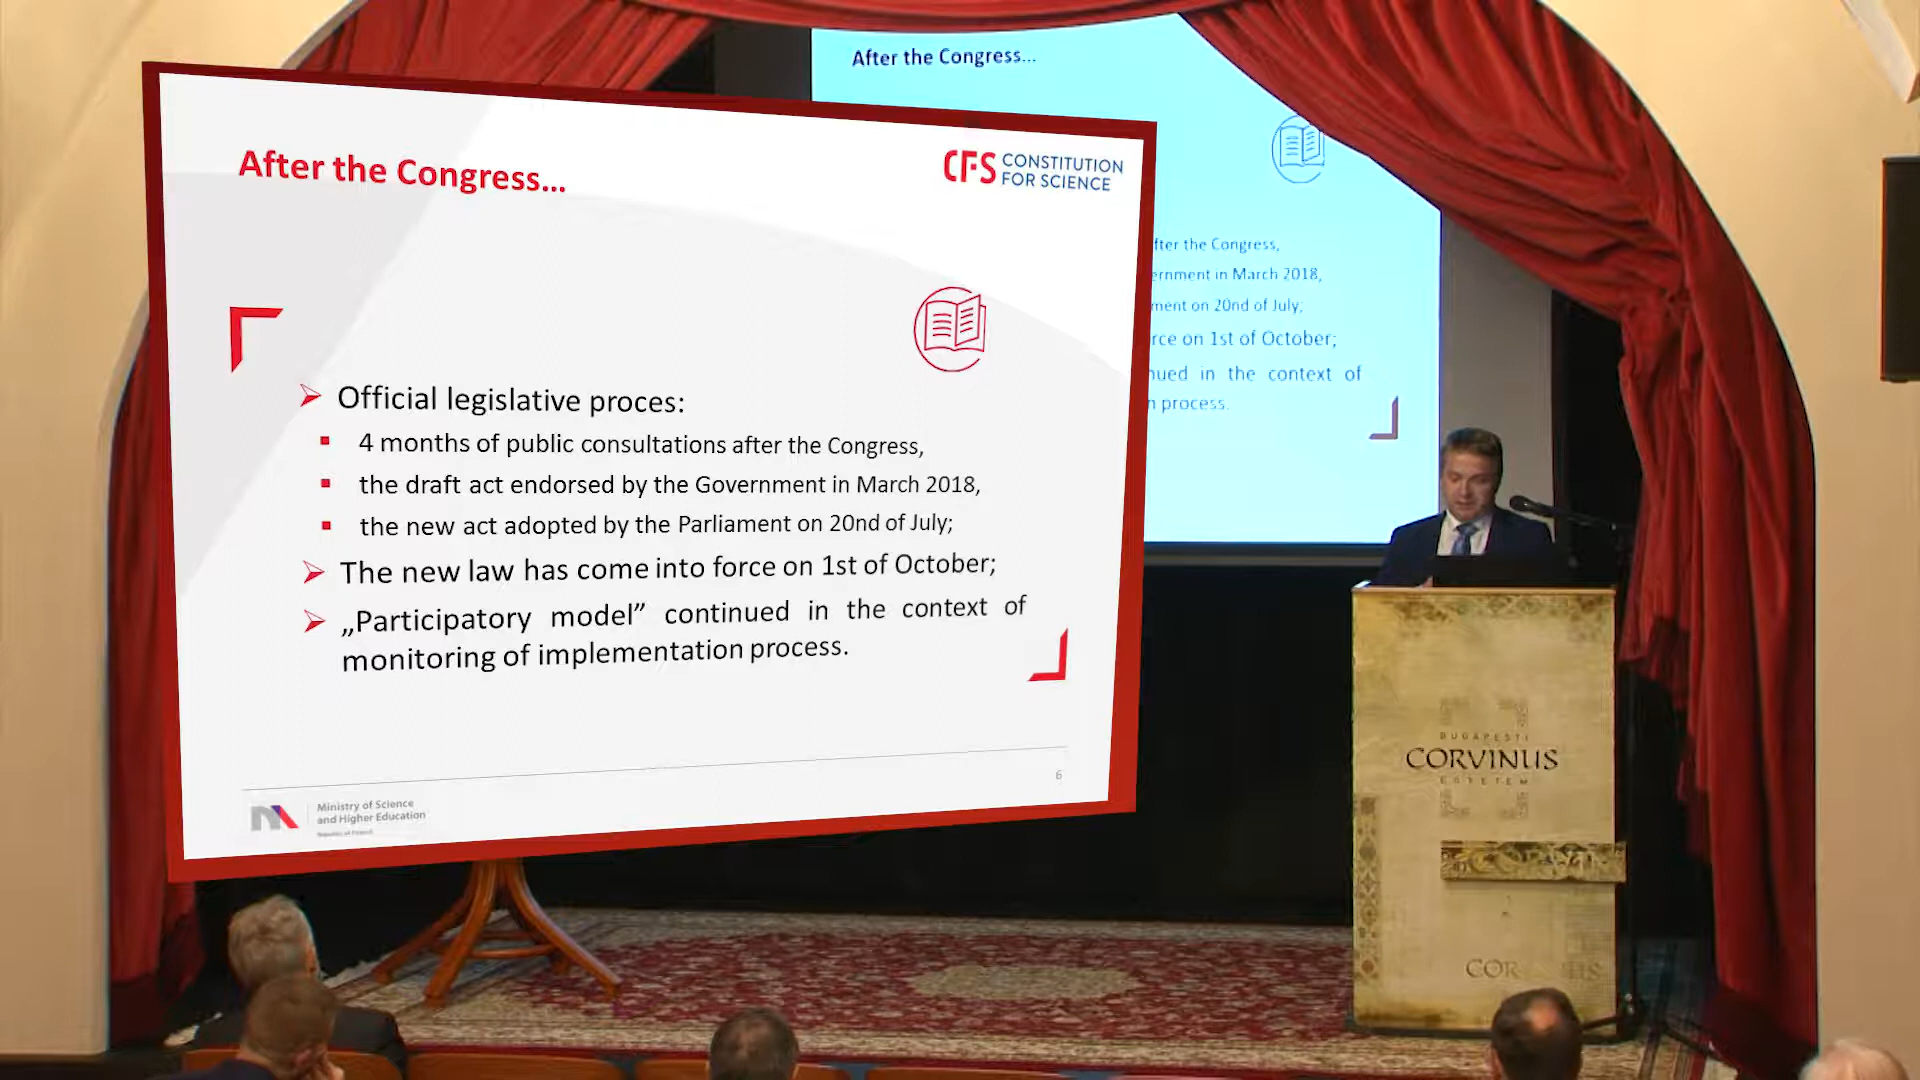 After the Congress...
CFS CONSTITUTION
FOR SCIENCE
Official legislative proces:
4 months of public consultations after the Congress,
the draft act endorsed by the Government in March 2018,
the new act adopted by the Parliament on 20nd of July;
The new law has come into force on 1st of October;
„Participatory model” continued in the context of
monitoring of implementation process.
6
Ministry of Science
and Higher Education
Republic of Poland
After the Congress...
fter the Congress,
ernment in March 2018,
ment on 20nd of July;
rce on 1st of October;
nued in the context of
n process.
BUDAPESTI
CORVINUS
EGYETEM